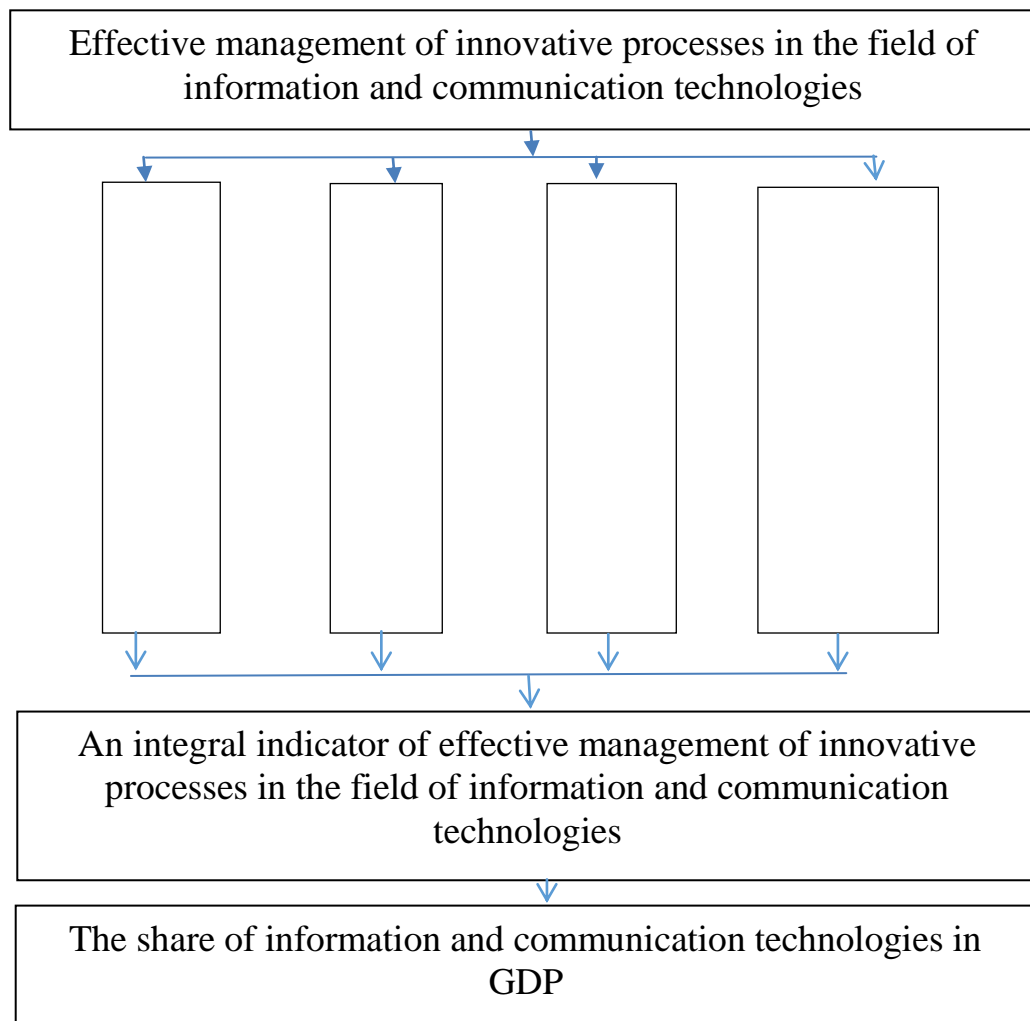 Effective management of innovative processes in the field of
information and communication technologies
An integral indicator of effective management of innovative
processes in the field of information and communication
technologies
The share of information and communication technologies in
GDP